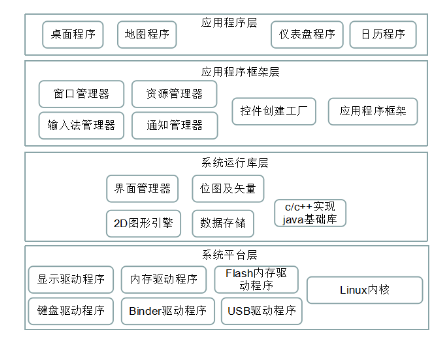 应用程序层
桌面程序
地图程序
仪表盘程序
日历程序
应用程序框架层
窗口管理器
资源管理器
控件创建工厂
应用程序框架
输入法管理器
通知管理器
系统运行库层
界面管理器
位图及矢量
c/c++实现
java基础库
2D图形引擎
数据存储
系统平台层
显示驱动程序
内存驱动程序
Flash内存驱
动程序
Linux内核
键盘驱动程序
Binder驱动程序
USB驱动程序